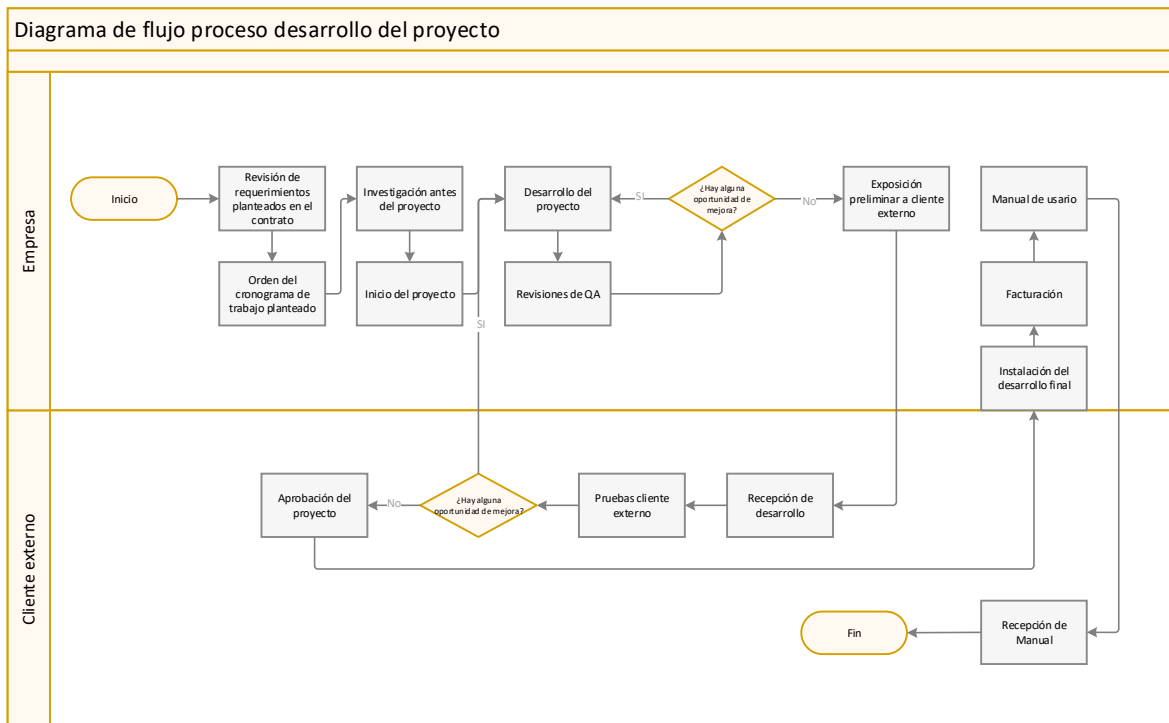 Diagrama de flujo proceso desarrollo del proyecto
Empresa
Inicio
Revisión de
requerimientos
planteados en el
contrato
Orden del
cronograma de
trabajo planteado
Investigación antes
del proyecto
Inicio del proyecto
Desarrollo del
proyecto
Revisiones de QA
SI
¿Hay alguna
oportunidad de
mejora?
No
Exposición
preliminar a cliente
externo
Manual de usario
Facturación
Instalación del
desarrollo final
SI
Cliente externo
Aprobación del
proyecto
No
¿Hay alguna
oportunidad de mejora?
Pruebas cliente
externo
Recepción de
desarrollo
Fin
Recepción de
Manual